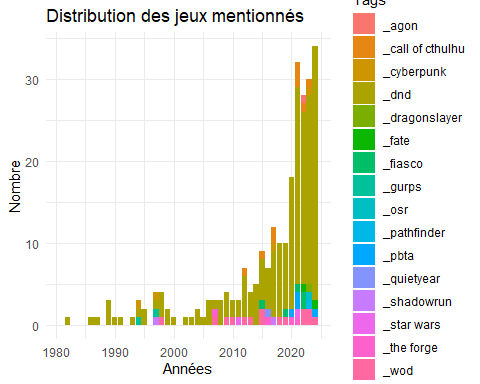 Distribution des jeux mentionnés
Nombre
30
20
10
0
1980 1990 2000 2010 2020
Années
Tags
_agon
_call of cthulhu
_cyberpunk
_dnd
_dragonslayer
_fate
_fiasco
_gurps
_osr
_pathfinder
_pbta
_quietyear
_shadowrun
_star wars
_the forge
_wod